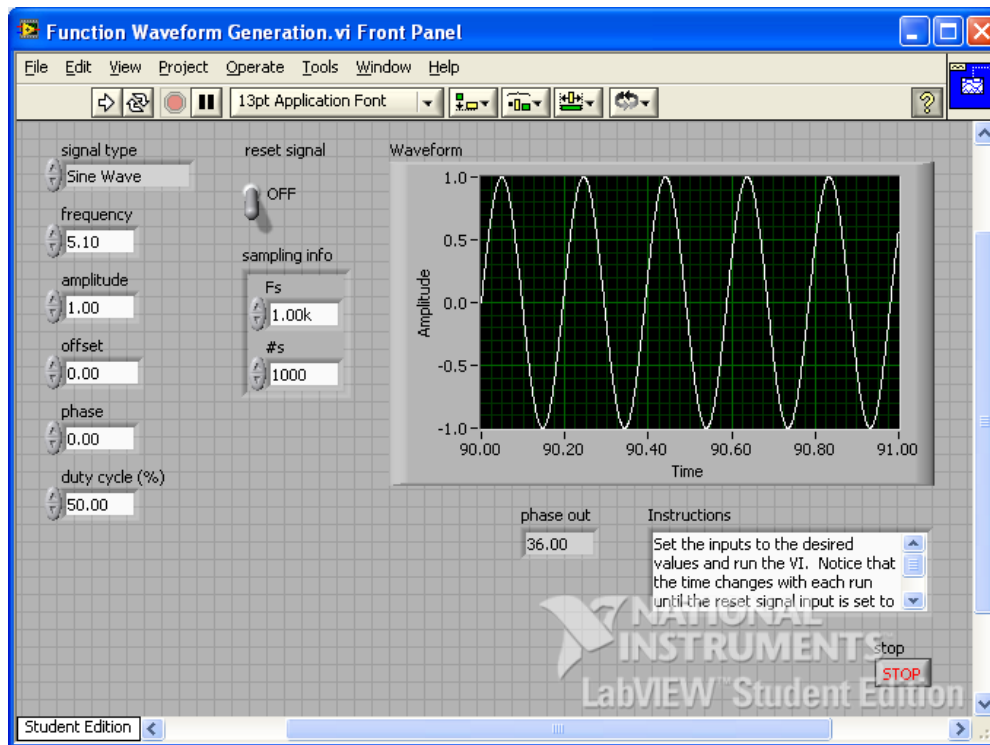 Function Waveform Generation.vi Front Panel
File Edit View Project Operate Tools Window Help
13pt Application Font
signal type
Sine Wave
frequency
5.10
amplitude
1.00
offset
0.00
phase
0.00
duty cycle (%)
50.00
reset signal
OFF
sampling info
Fs
1.00k
#s
1000
Waveform
Amplitude
1.0
0.5
0.0
-0.5
-1.0
90.00 90.20 90.40 90.60 90.80 91.00
Time
phase out
36.00
Instructions
Set the inputs to the desired
values and run the VI. Notice that
the time changes with each run
until the reset signal input is set to
NATIONAL
INSTRUMENTS
LabVIEW™ Student Edition
stop
STOP
Student Edition